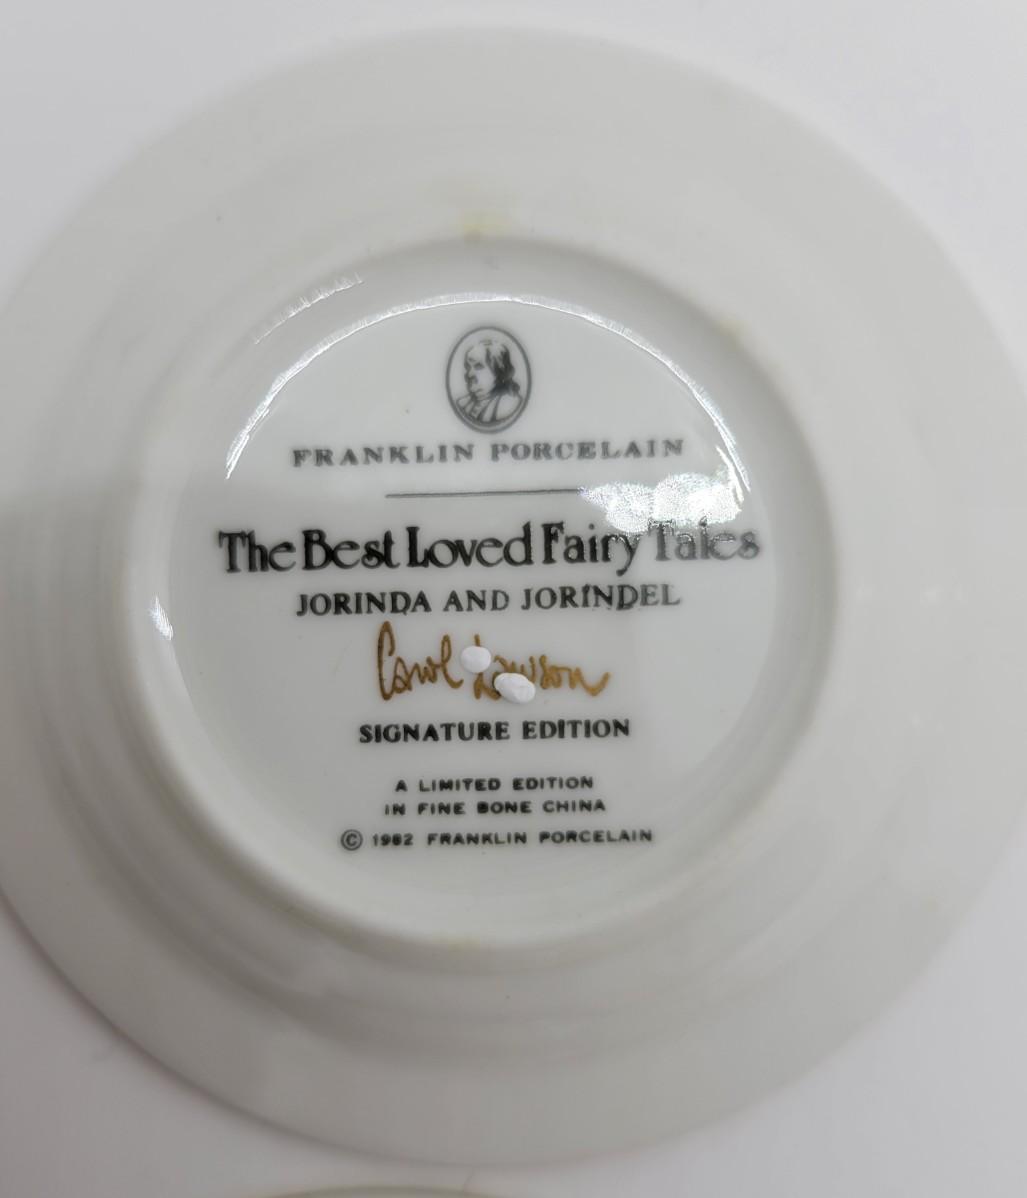 FRANKLIN PORCELAIN
The Best Loved Fairy Tales
JORINDA AND JORINDEL
Carol Lawson
SIGNATURE EDITION
A LIMITED EDITION
IN FINE BONE CHINA
© 1982 FRANKLIN PORCELAIN